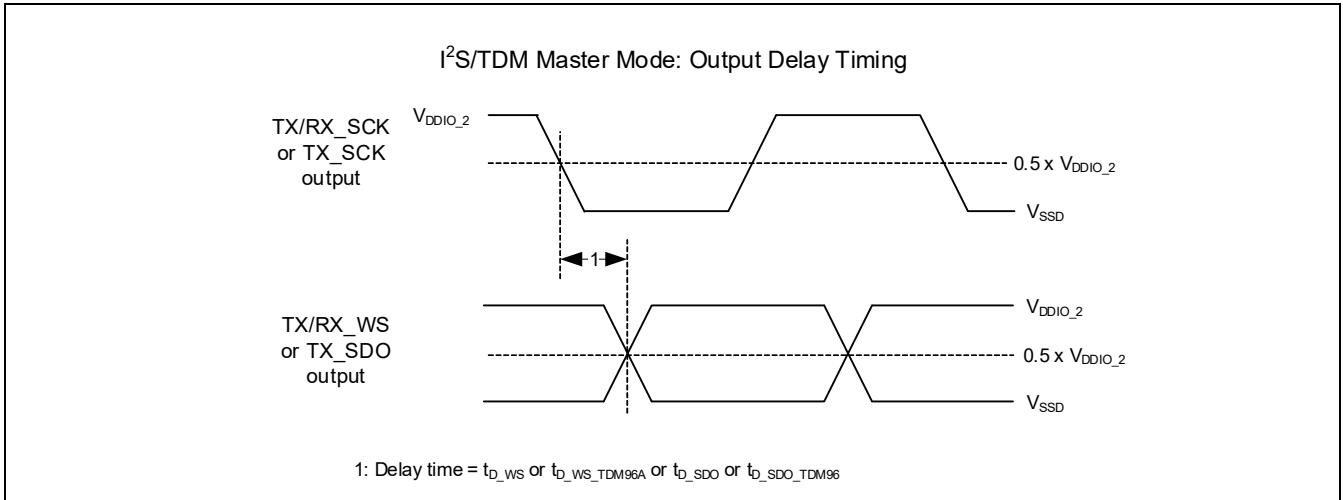 I²S/TDM Master Mode: Output Delay Timing
TX/RX_SCK
or TX_SCK
output
V_DDIO_2
0.5 x V_DDIO_2
V_SSD
1
TX/RX_WS
or TX_SDO
output
V_DDIO_2
0.5 x V_DDIO_2
V_SSD
1: Delay time = t_D_WS or t_D_WS_TDM96A or t_D_SDO or t_D_SDO_TDM96